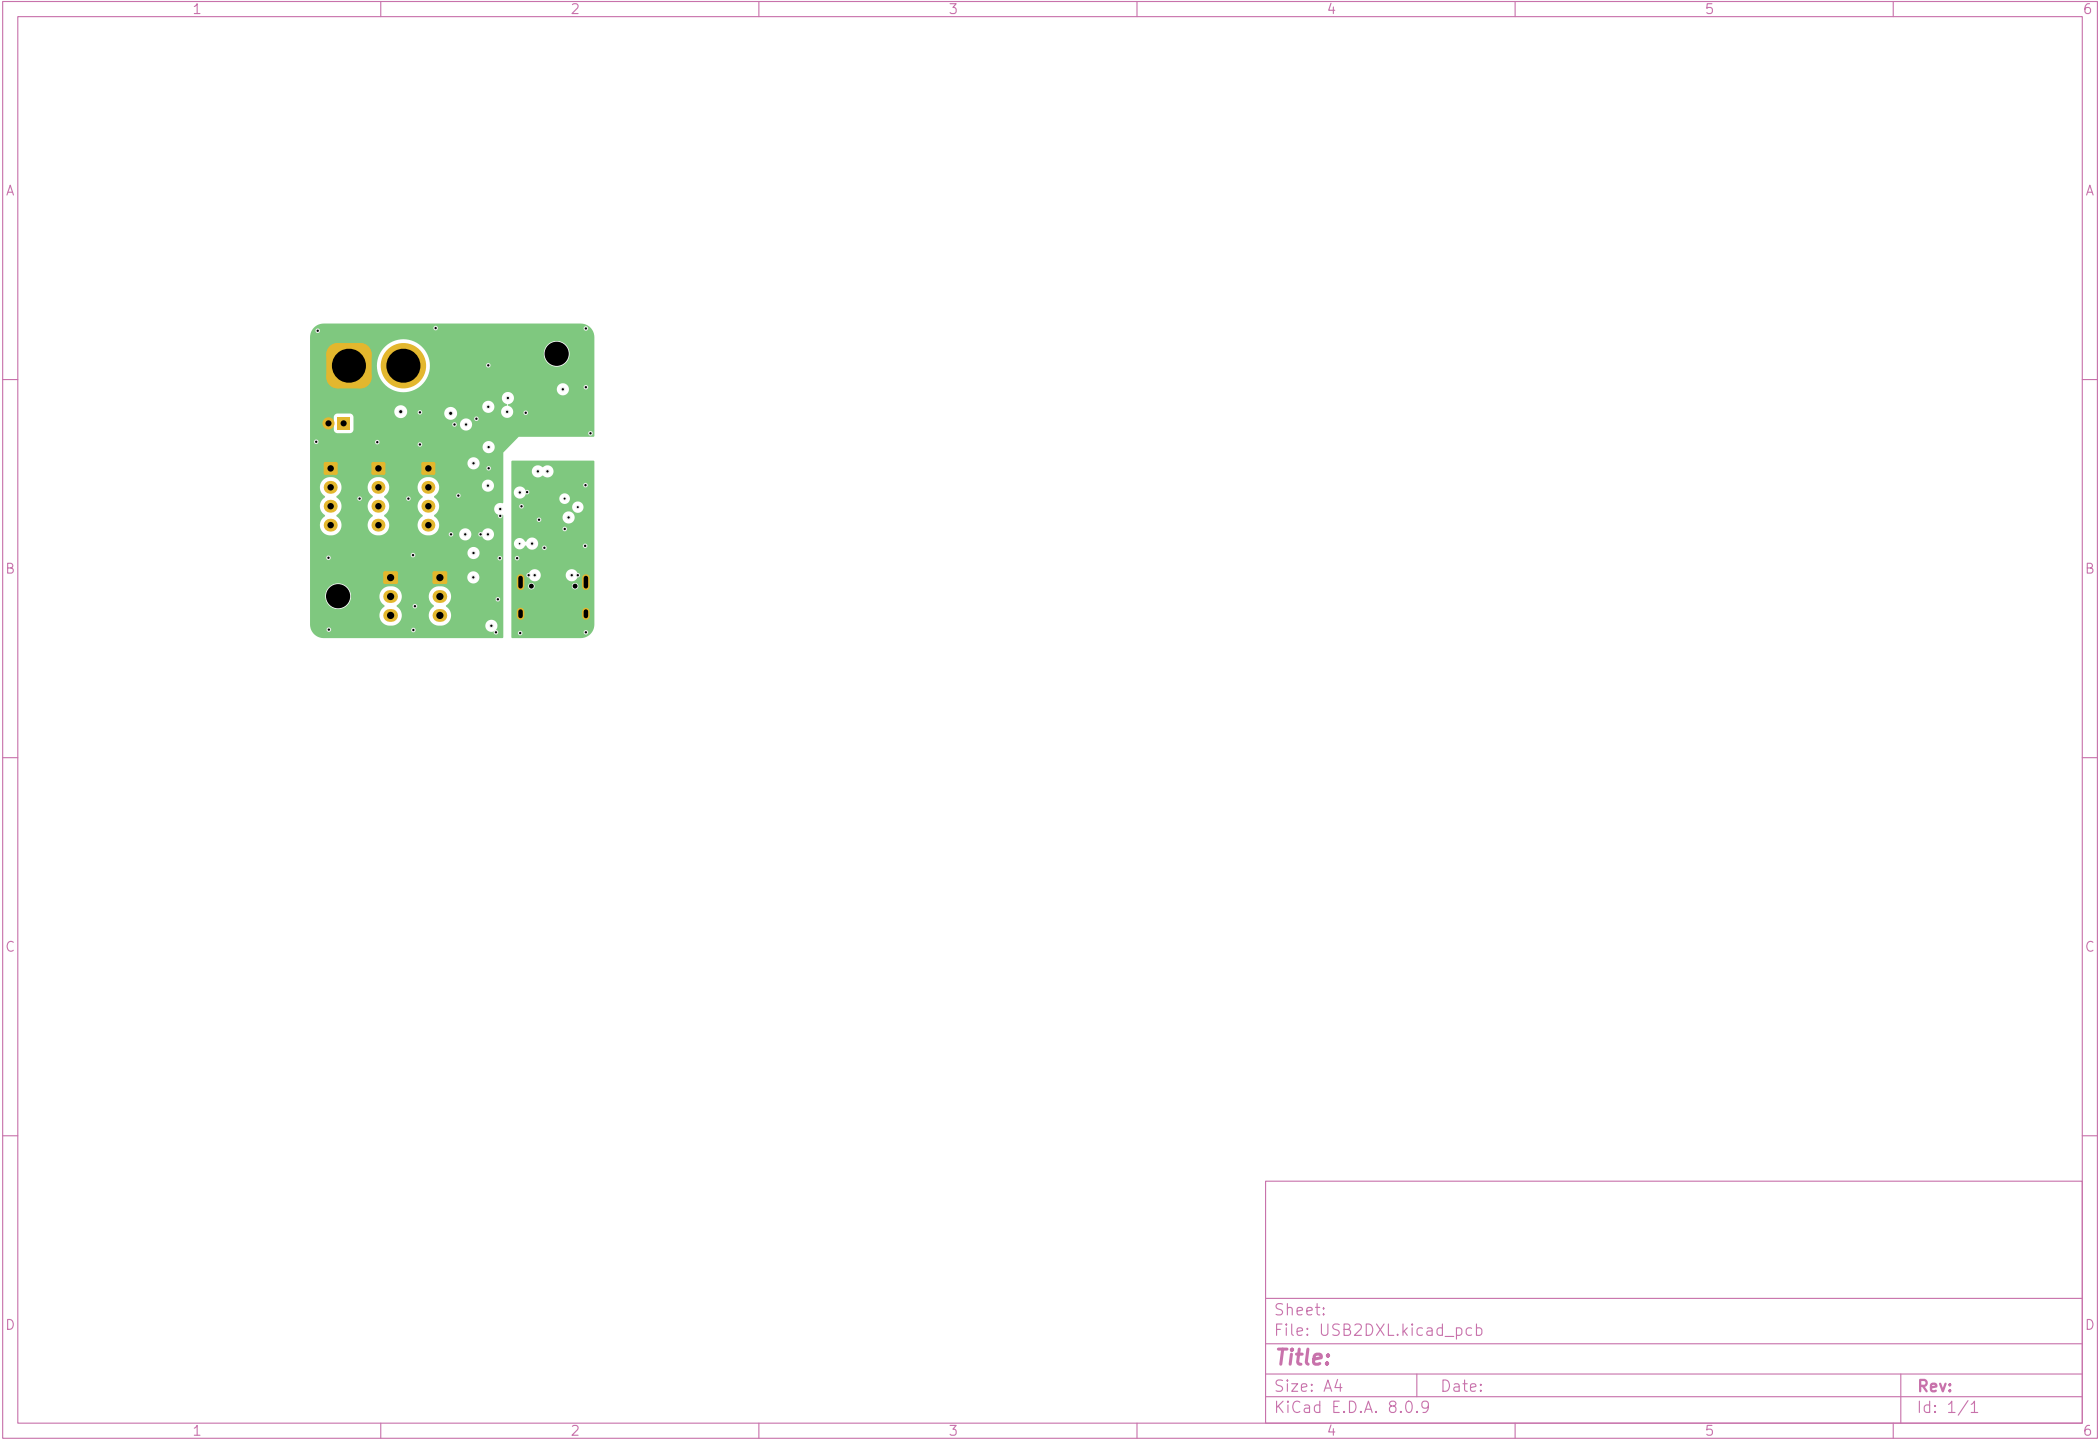 1 2 3 4 5 6
A A
B B
C C
D D
Sheet:
File: USB2DXL.kicad_pcb
Title:
Size: A4 Date: Rev:
KiCad E.D.A. 8.0.9 Id: 1/1
1 2 3 4 5 6